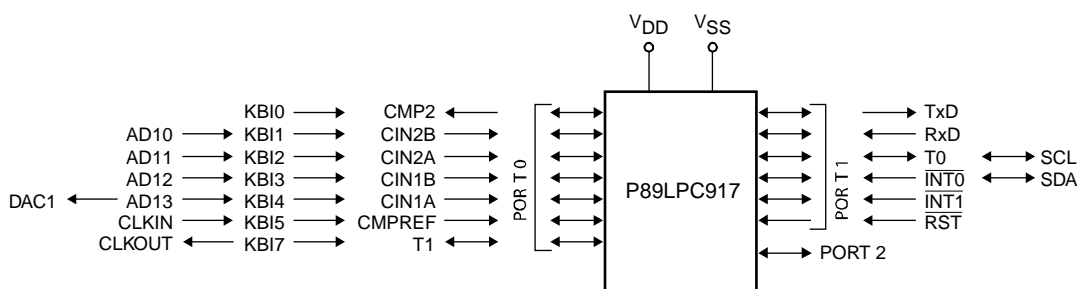 VDD VSS
KBI0 CMP2 TxD
AD10 KBI1 CIN2B RxD
AD11 KBI2 CIN2A T0 SCL
AD12 KBI3 CIN1B INT0 SDA
DAC1 AD13 KBI4 CIN1A INT1
CLKIN KBI5 CMPREF RST
CLKOUT KBI7 T1
PORT 0
P89LPC917
PORT 1
PORT 2